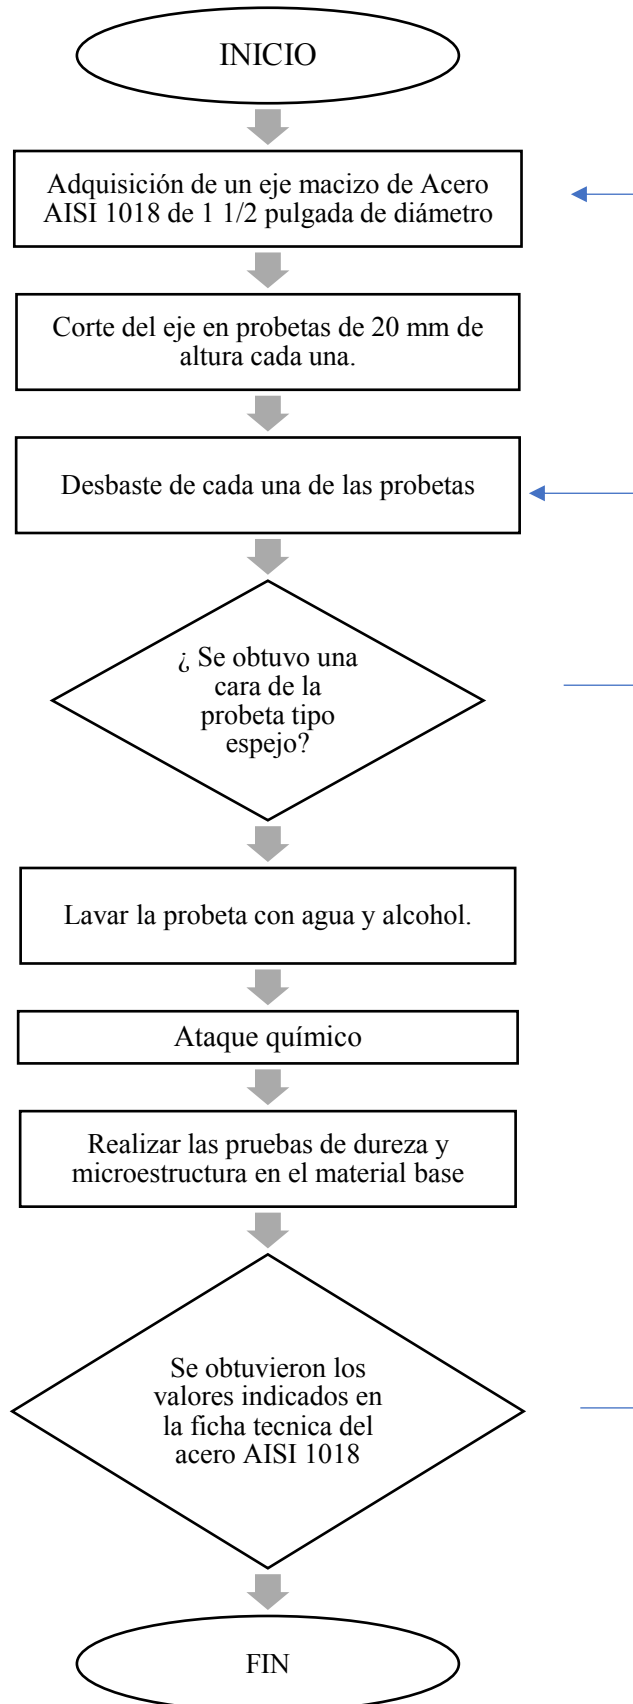 INICIO
Adquisición de un eje macizo de Acero
AISI 1018 de 1 1/2 pulgada de diámetro
Corte del eje en probetas de 20 mm de
altura cada una.
Desbaste de cada una de las probetas
¿ Se obtuvo una
cara de la
probeta tipo
espejo?
Lavar la probeta con agua y alcohol.
Ataque químico
Realizar las pruebas de dureza y
microestructura en el material base
Se obtuvieron los
valores indicados en
la ficha tecnica del
acero AISI 1018
FIN